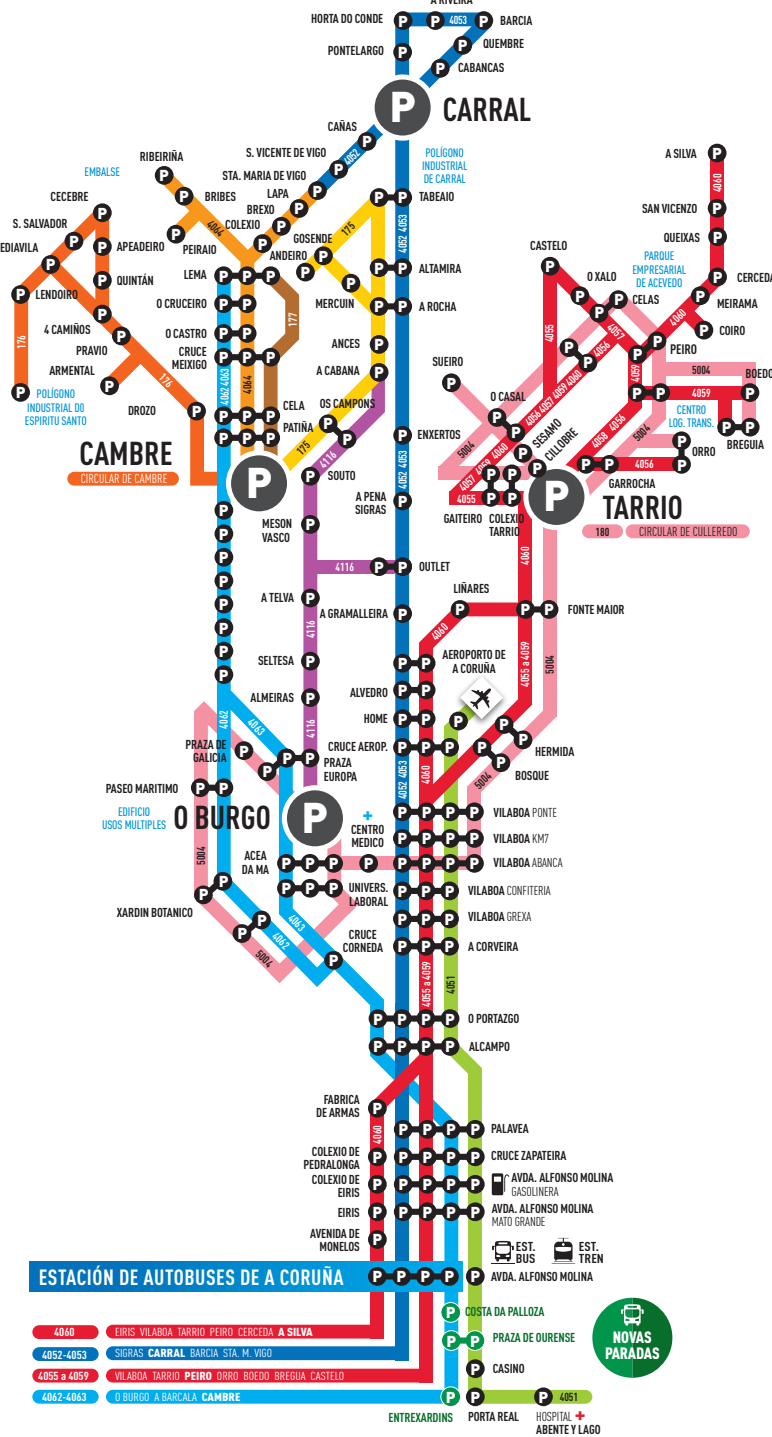 A RIVEIRA
HORTA DO CONDE
4053
BARCIA
PONTELARGO
QUEMBRE
CABANCAS
P
CARRAL
CAÑAS
4052
S. VICENTE DE VIGO
STA. MARIA DE VIGO
LAPA
BREXO
COLEXIO
POLÍGONO
INDUSTRIAL
DE CARRAL
TABEAIO
4052 4053
175
GOSENDE
ANDEIRO
MERCUIN
ALTAMIRA
A ROCHA
ANCES
A CABANA
EMBALSE
RIBEIRIÑA
BRIBES
4064
PEIRAIO
CECEBRE
S. SALVADOR
EDIAVILA
APEADEIRO
LENDOIRO
QUINTÁN
4 CAMIÑOS
PRAVIO
ARMENTAL
DROZO
176
176
POLÍGONO
INDUSTRIAL DO
ESPIRITU SANTO
LEMA
O CRUCEIRO
O CASTRO
CRUCE
MEIXIGO
177
4062 4063
4064
CELA
PATIÑA
CAMBRE
CIRCULAR DE CAMBRE
P
175
OS CAMPONS
4116
SOUTO
MESON
VASCO
ENXERTOS
4052 4053
A PENA
SIGRAS
4116
OUTLET
A TELVA
A GRAMALLEIRA
4116
SELTESA
ALMEIRAS
4116
A SILVA
4060
SAN VICENZO
QUEIXAS
CERCEDA
MEIRAMA
4060
COIRO
PARQUE
EMPRESARIAL
DE ACEVEDO
CASTELO
O XALO
CELAS
4055
4057
4056
PEIRO
4059
5004
BOEDO
4059
CENTRO
LOG. TRANS.
BREGUIA
SUEIRO
O CASAL
4056 4057 4059 4060
SESAMO
CILLOBRE
5004
4057 4059 4060
4055
GAITEIRO
COLEXIO
TARRIO
4058 4056
5004
ORRO
4056
GARROCHA
P
TARRIO
180
CIRCULAR DE CULLEREDO
4060
LIÑARES
FONTE MAIOR
4060
4055 a 4059
5004
AEROPORTO DE
A CORUÑA
ALVEDRO
HOME
CRUCE AEROP.
HERMIDA
BOSQUE
5004
4052 4053
4060
4062
4063
PRAZA DE
GALICIA
PRAZA
EUROPA
PASEO MARITIMO
EDIFICIO
USOS MULTIPLES
O BURGO
P
CENTRO
MEDICO
VILABOA PONTE
VILABOA KM7
VILABOA ABANCA
5004
ACEA
DA MA
UNIVERS.
LABORAL
VILABOA CONFITERIA
VILABOA GREXA
XARDIN BOTANICO
4062
4063
5004
CRUCE
CORNEDA
A CORVEIRA
4055 a 4059
4051
O PORTAZGO
ALCAMPO
FABRICA
DE ARMAS
4060
PALAVEA
COLEXIO DE
PEDRALONGA
CRUCE ZAPATEIRA
COLEXIO DE
EIRIS
AVDA. ALFONSO MOLINA
GASOLINERA
EIRIS
AVDA. ALFONSO MOLINA
MATO GRANDE
AVENIDA DE
MONELOS
EST.
BUS
EST.
TREN
ESTACIÓN DE AUTOBUSES DE A CORUÑA
AVDA. ALFONSO MOLINA
COSTA DA PALLOZA
PRAZA DE OURENSE
NOVAS
PARADAS
4060
EIRIS VILABOA TARRIO PEIRO CERCEDA A SILVA
4052-4053
SIGRAS CARRAL BARCIA STA. M. VIGO
4055 a 4059
VILABOA TARRIO PEIRO ORRO BOEDO BREGUA CASTELO
4062-4063
O BURGO A BARCALA CAMBRE
CASINO
4051
ENTREXARDINS
PORTA REAL
HOSPITAL
ABENTE Y LAGO